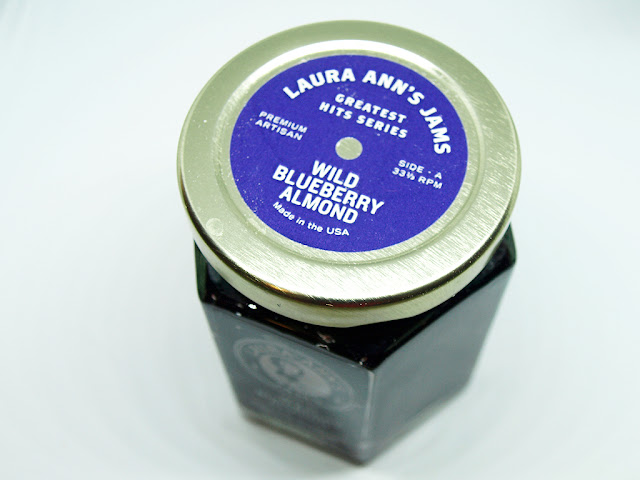 LAURA ANN'S JAMS
GREATEST
HITS SERIES
PREMIUM
ARTISAN
SIDE - A
33⅓ RPM
WILD
BLUEBERRY
ALMOND
Made in the USA